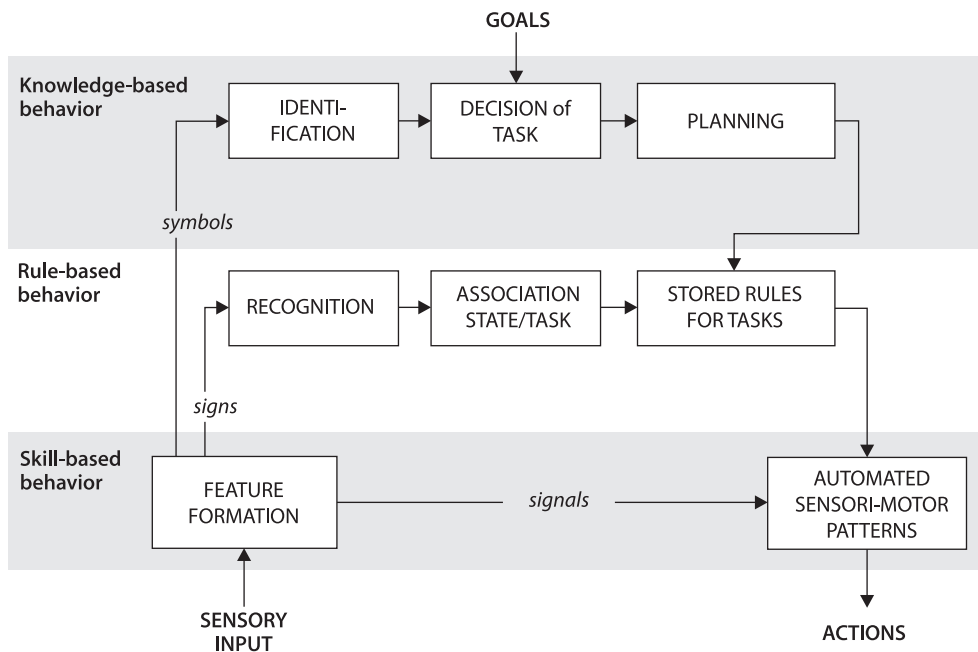 GOALS
Knowledge-based
behavior
IDENTI-
FICATION
DECISION of
TASK
PLANNING
symbols
Rule-based
behavior
RECOGNITION
ASSOCIATION
STATE/TASK
STORED RULES
FOR TASKS
signs
Skill-based
behavior
FEATURE
FORMATION
signals
AUTOMATED
SENSORI-MOTOR
PATTERNS
SENSORY
INPUT
ACTIONS